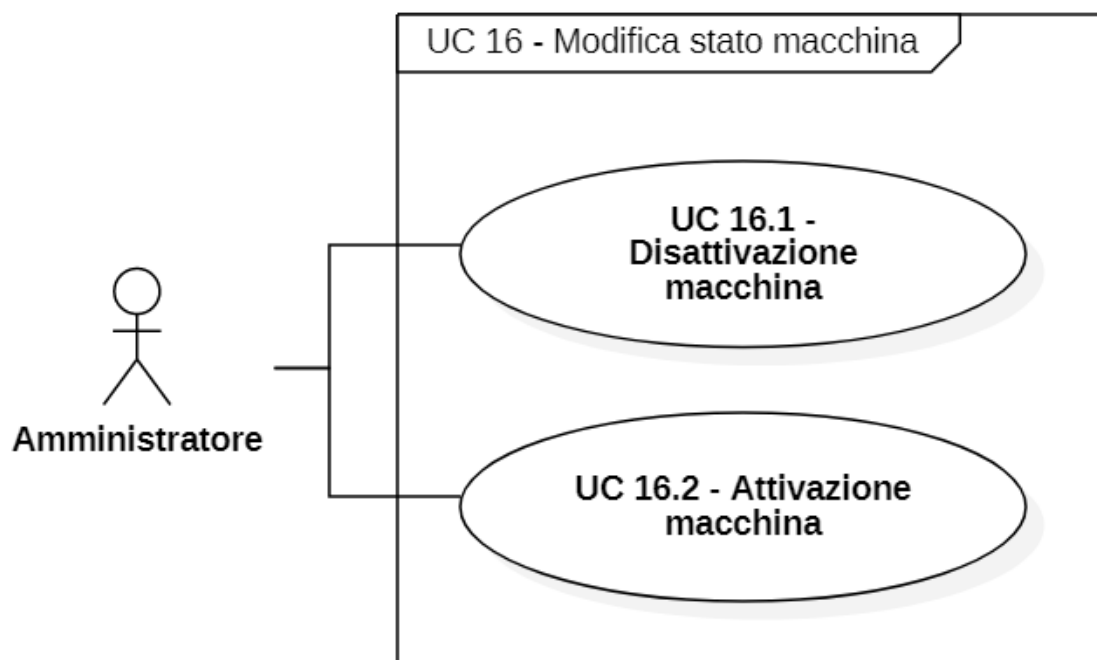 UC 16 - Modifica stato macchina
UC 16.1 -
Disattivazione
macchina
Amministratore
UC 16.2 - Attivazione
macchina